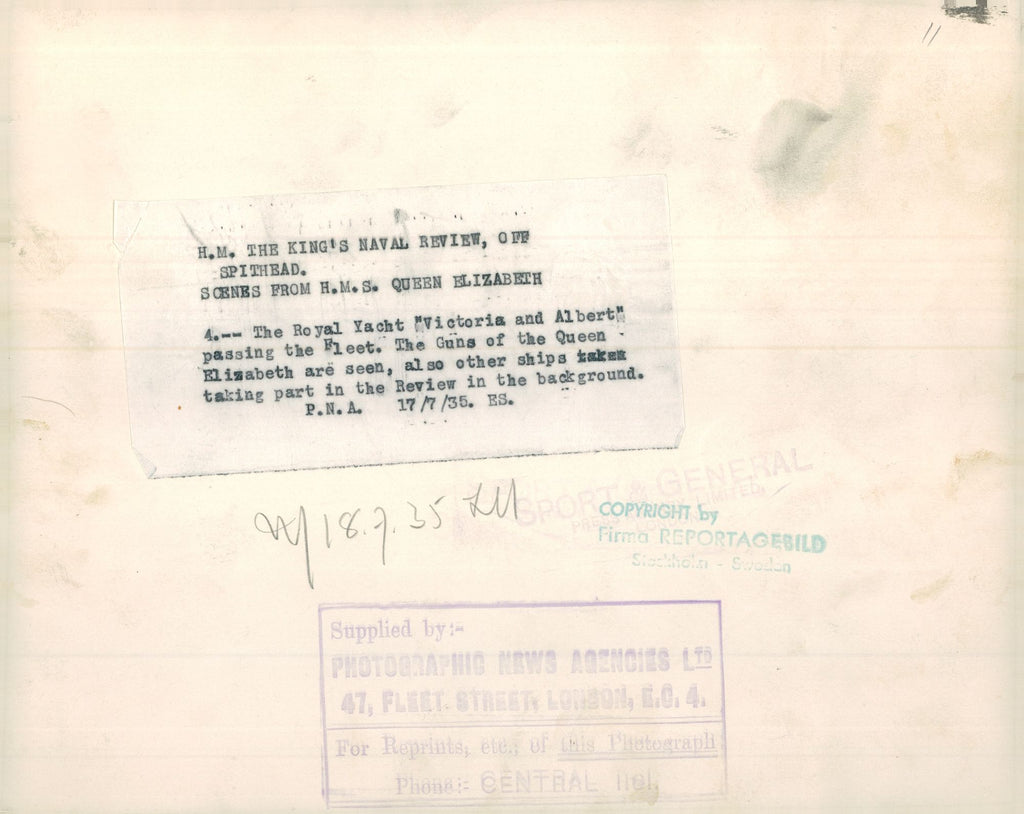 H.M. THE KING'S NAVAL REVIEW, OFF
SPITHEAD.
SCENES FROM H.M.S. QUEEN ELIZABETH
4.-- The Royal Yacht "Victoria and Albert"
passing the Fleet. The Guns of the Queen
Elizabeth are seen, also other ships taken
taking part in the Review in the background.
P.N.A. 17/7/35. ES.
18.7.35
SPORT & GENERAL
PRESS LIMITED.
COPYRIGHT by
Firma REPORTAGEBILD
Stockholm - Sweden
Supplied by:-
PHOTOGRAPHIC NEWS AGENCIES LTD
47, FLEET STREET, LONDON, E.C. 4.
For Reprints, etc., of this Photograph
Phone:- CENTRAL